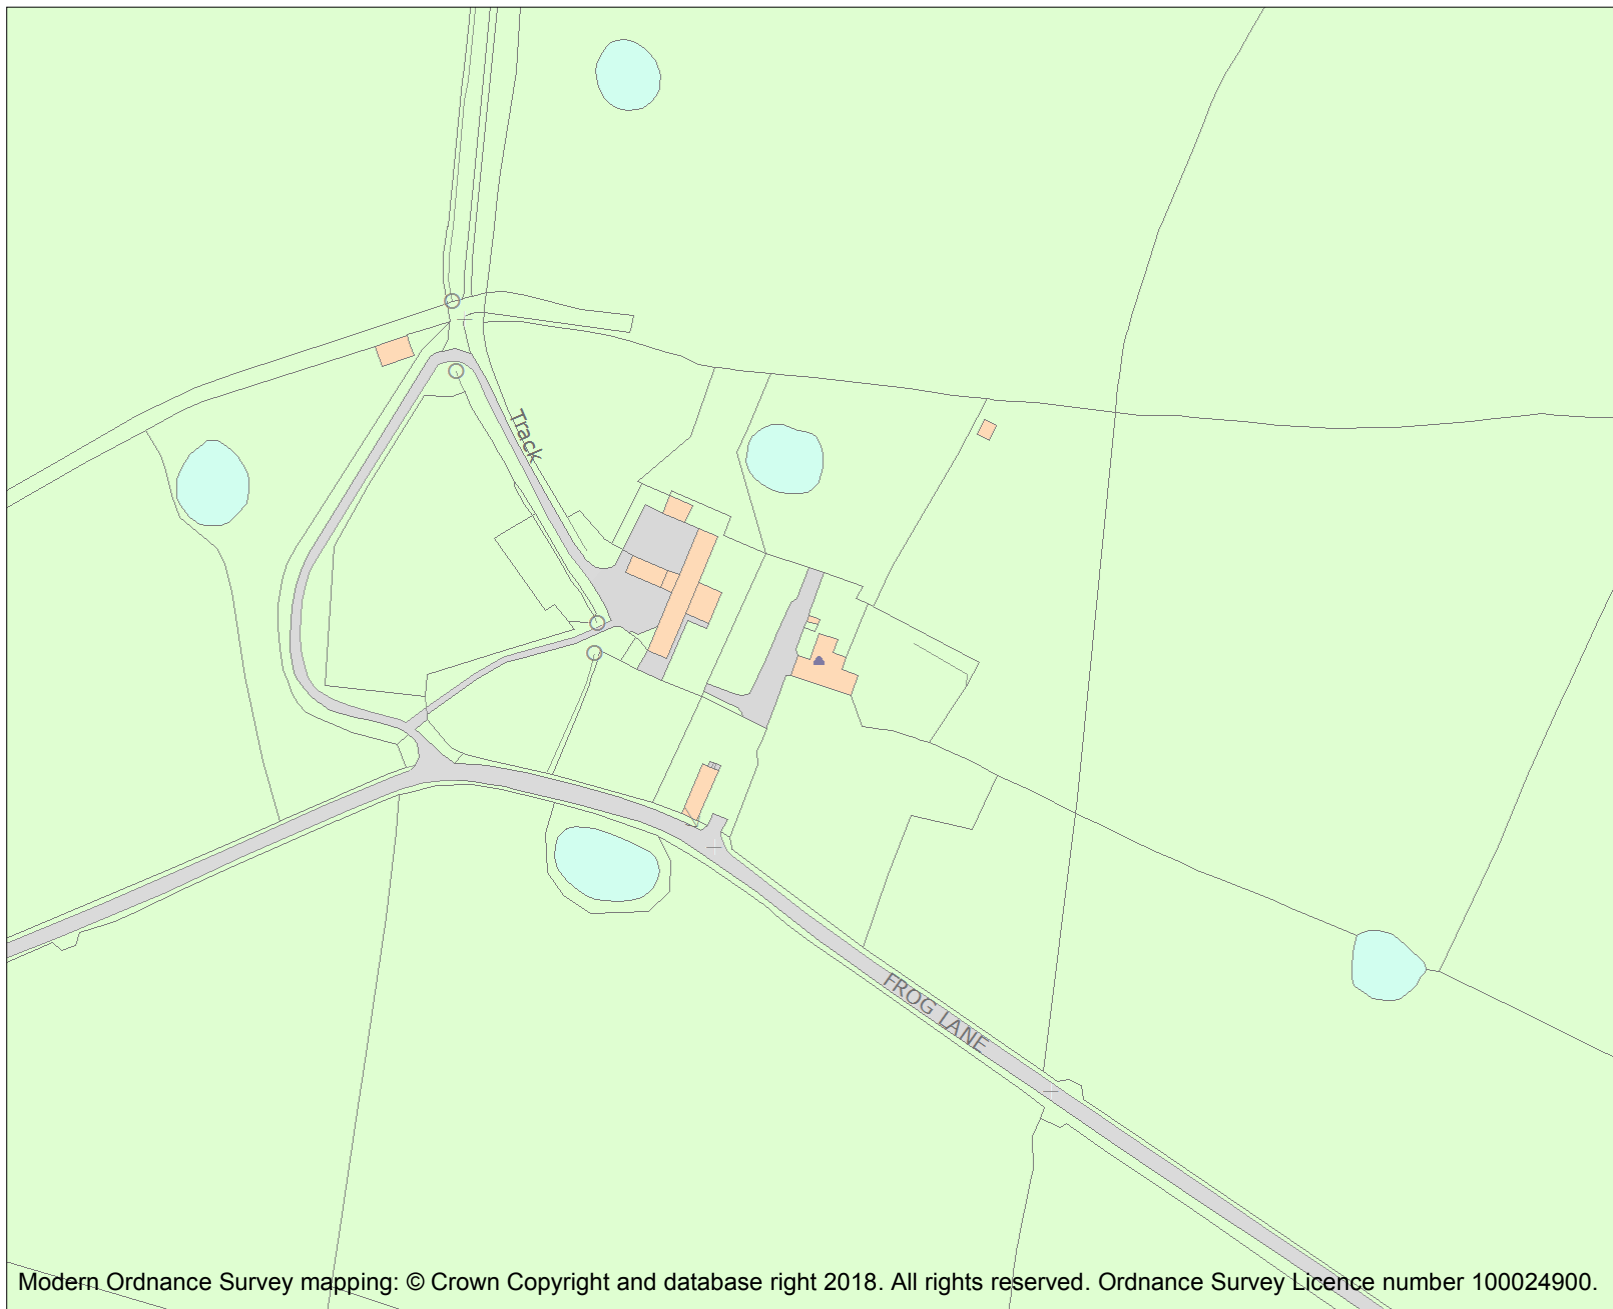 Track
FROG LANE
Modern Ordnance Survey mapping: © Crown Copyright and database right 2018. All rights reserved. Ordnance Survey Licence number 100024900.